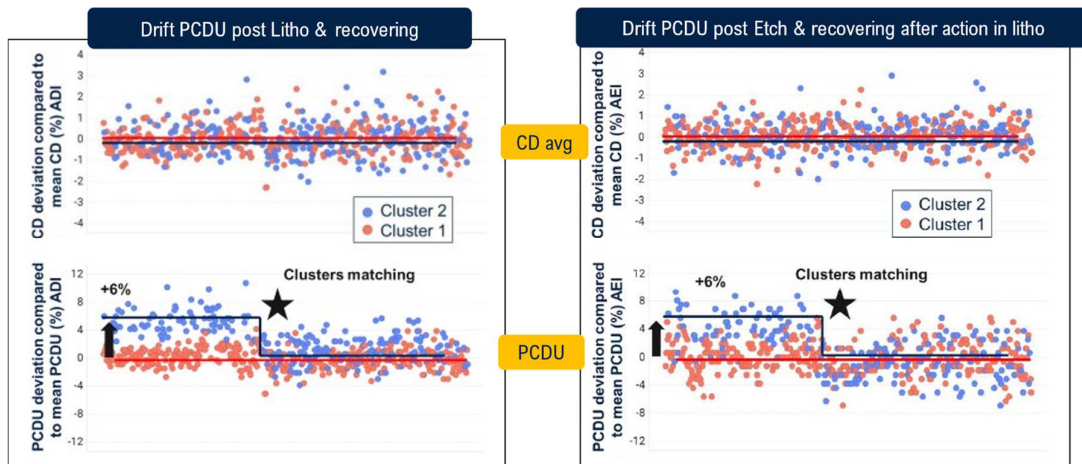 Drift PCDU post Litho & recovering
CD deviation compared to
mean CD (%) ADI
4
3
2
1
0
-1
-2
-3
-4
Cluster 2
Cluster 1
PCDU deviation compared
to mean PCDU (%) ADI
12
8
4
0
-4
-8
-12
+6%
Clusters matching
CD avg
PCDU
Drift PCDU post Etch & recovering after action in litho
CD deviation compared to
mean CD (%) AEI
4
3
2
1
0
-1
-2
-3
-4
Cluster 2
Cluster 1
PCDU deviation compared
to mean PCDU (%) AEI
12
8
4
0
-4
-8
-12
+6%
Clusters matching